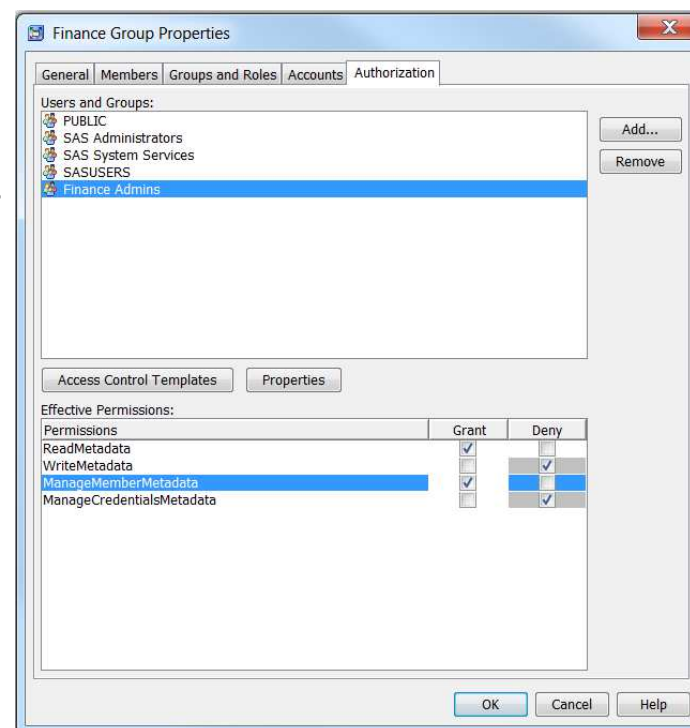 Finance Group Properties
General Members Groups and Roles Accounts Authorization
Users and Groups:
PUBLIC
SAS Administrators
SAS System Services
SASUSERS
Finance Admins
Add...
Remove
Access Control Templates Properties
Effective Permissions:
Permissions Grant Deny
ReadMetadata
WriteMetadata
ManageMemberMetadata
ManageCredentialsMetadata
OK Cancel Help